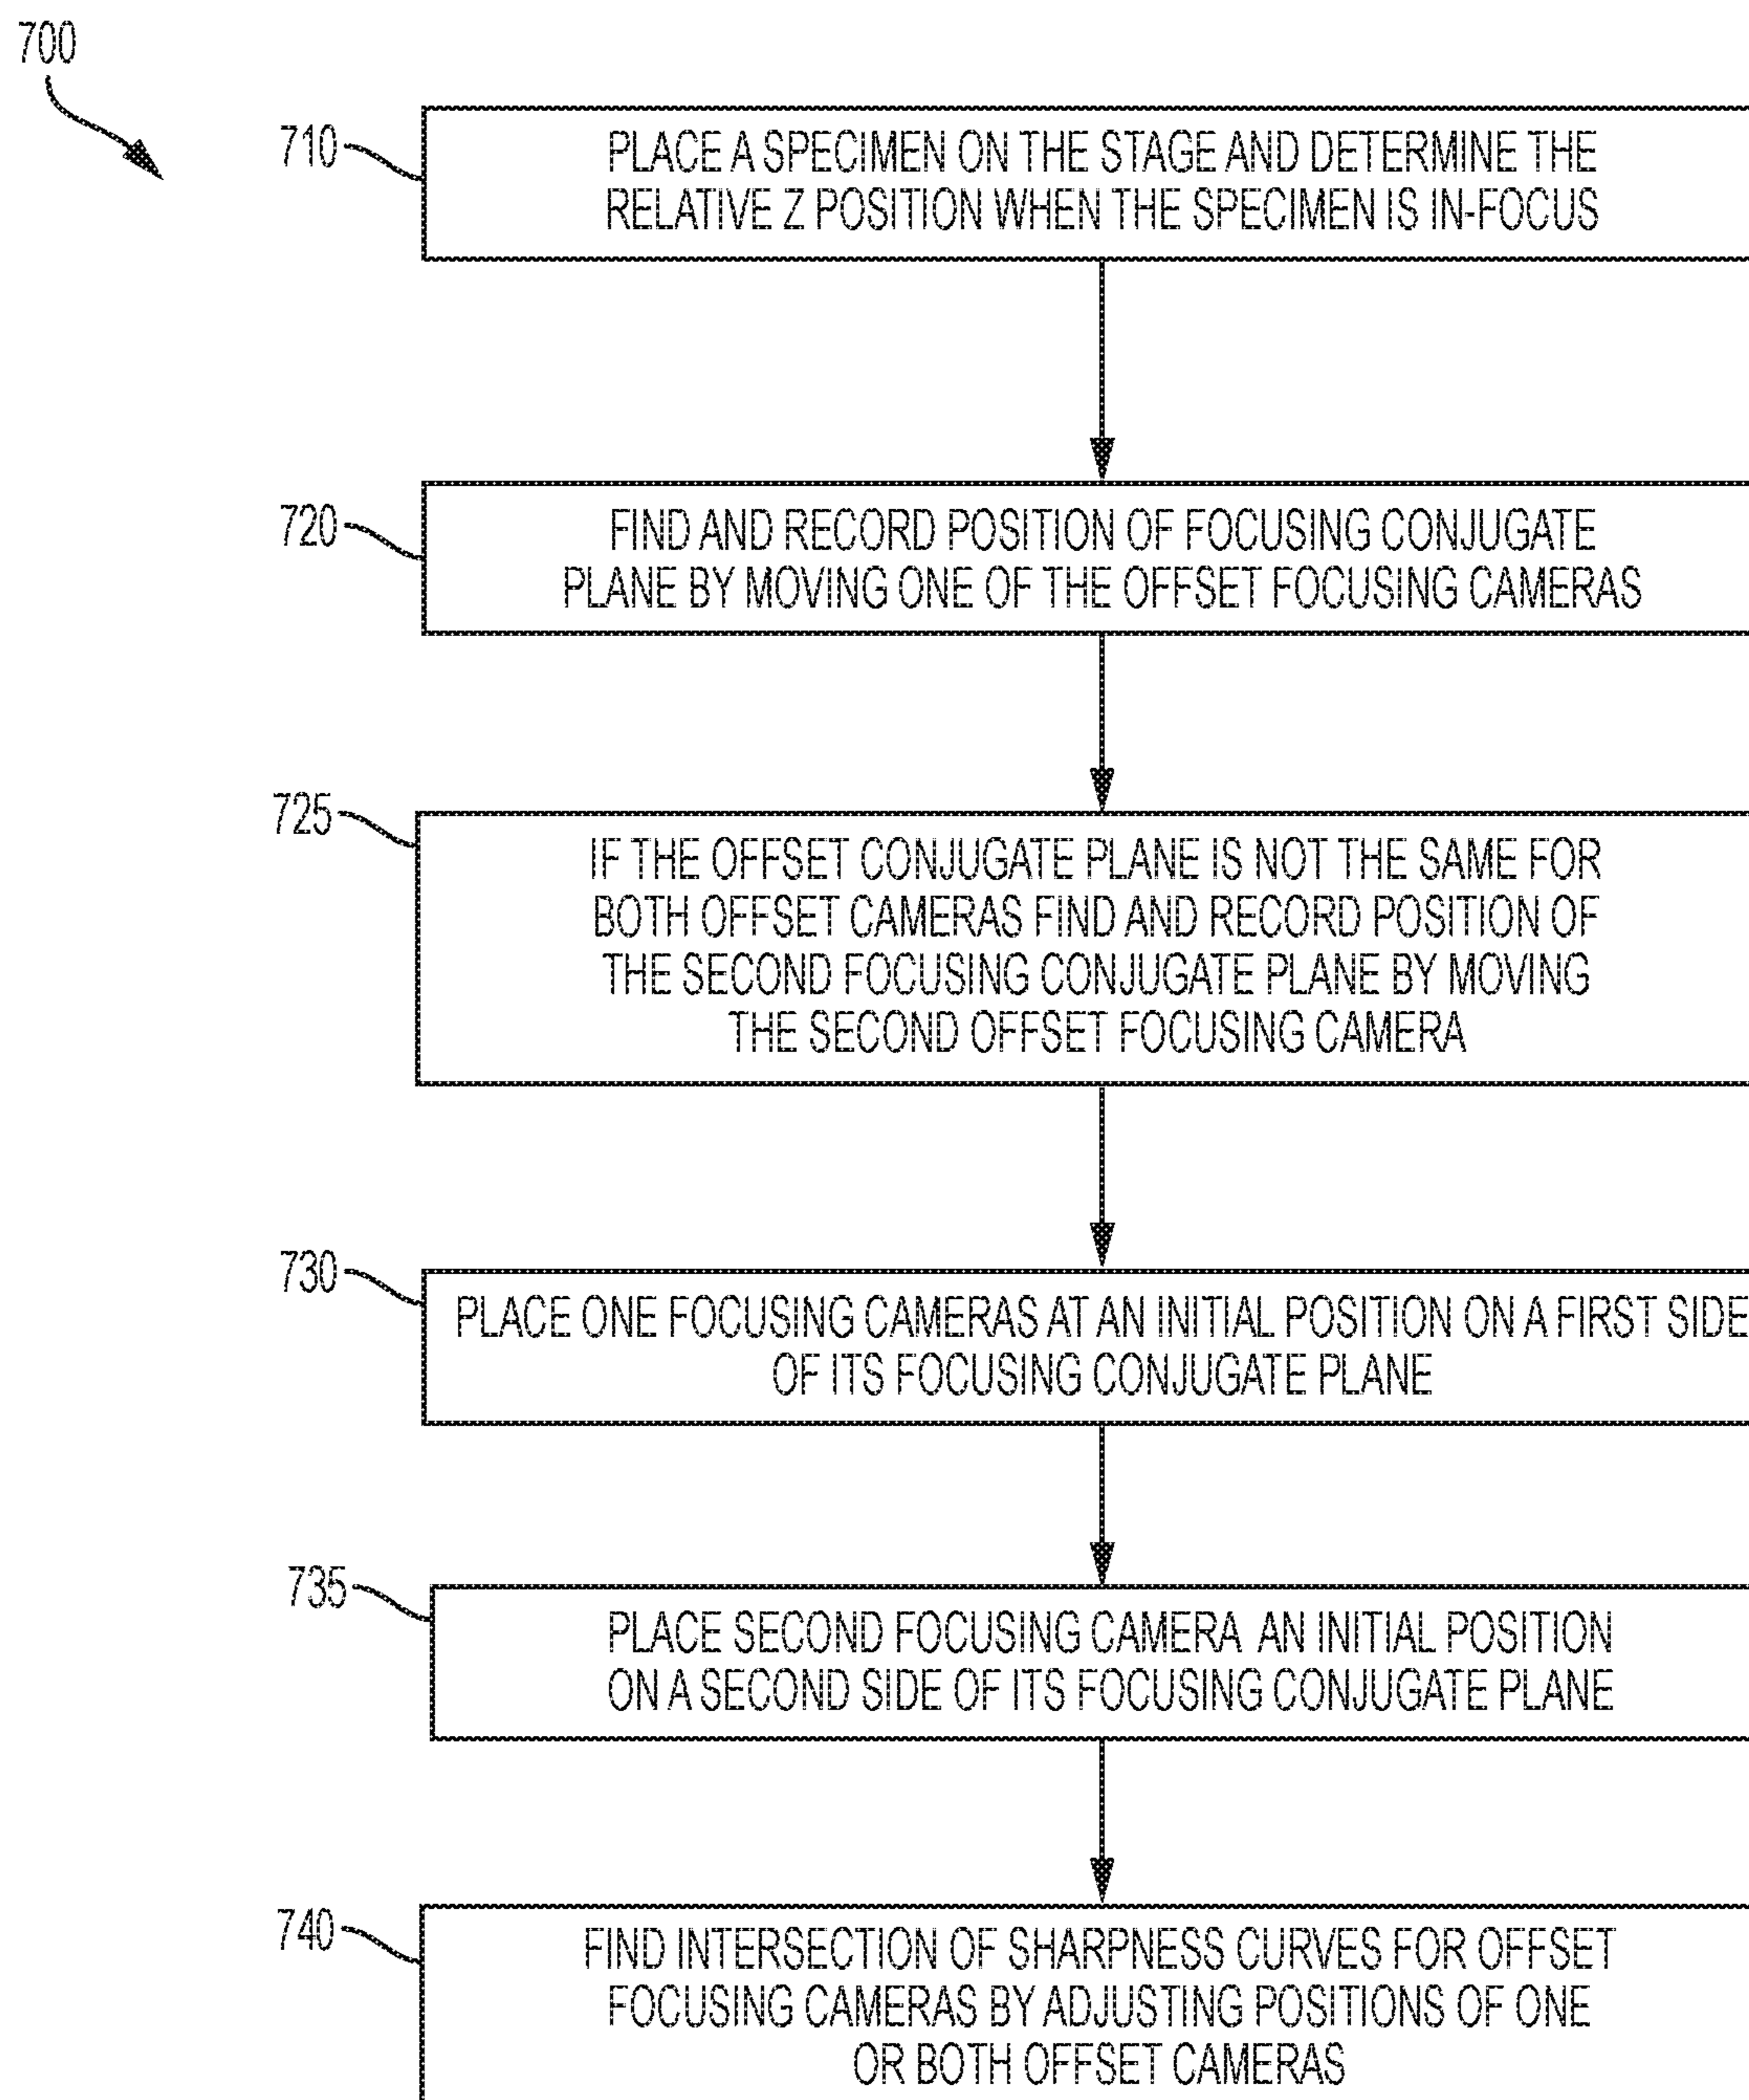 700
710
PLACE A SPECIMEN ON THE STAGE AND DETERMINE THE
RELATIVE Z POSITION WHEN THE SPECIMEN IS IN-FOCUS
720
FIND AND RECORD POSITION OF FOCUSING CONJUGATE
PLANE BY MOVING ONE OF THE OFFSET FOCUSING CAMERAS
725
IF THE OFFSET CONJUGATE PLANE IS NOT THE SAME FOR
BOTH OFFSET CAMERAS FIND AND RECORD POSITION OF
THE SECOND FOCUSING CONJUGATE PLANE BY MOVING
THE SECOND OFFSET FOCUSING CAMERA
730
PLACE ONE FOCUSING CAMERAS AT AN INITIAL POSITION ON A FIRST SIDE
OF ITS FOCUSING CONJUGATE PLANE
735
PLACE SECOND FOCUSING CAMERA AN INITIAL POSITION
ON A SECOND SIDE OF ITS FOCUSING CONJUGATE PLANE
740
FIND INTERSECTION OF SHARPNESS CURVES FOR OFFSET
FOCUSING CAMERAS BY ADJUSTING POSITIONS OF ONE
OR BOTH OFFSET CAMERAS